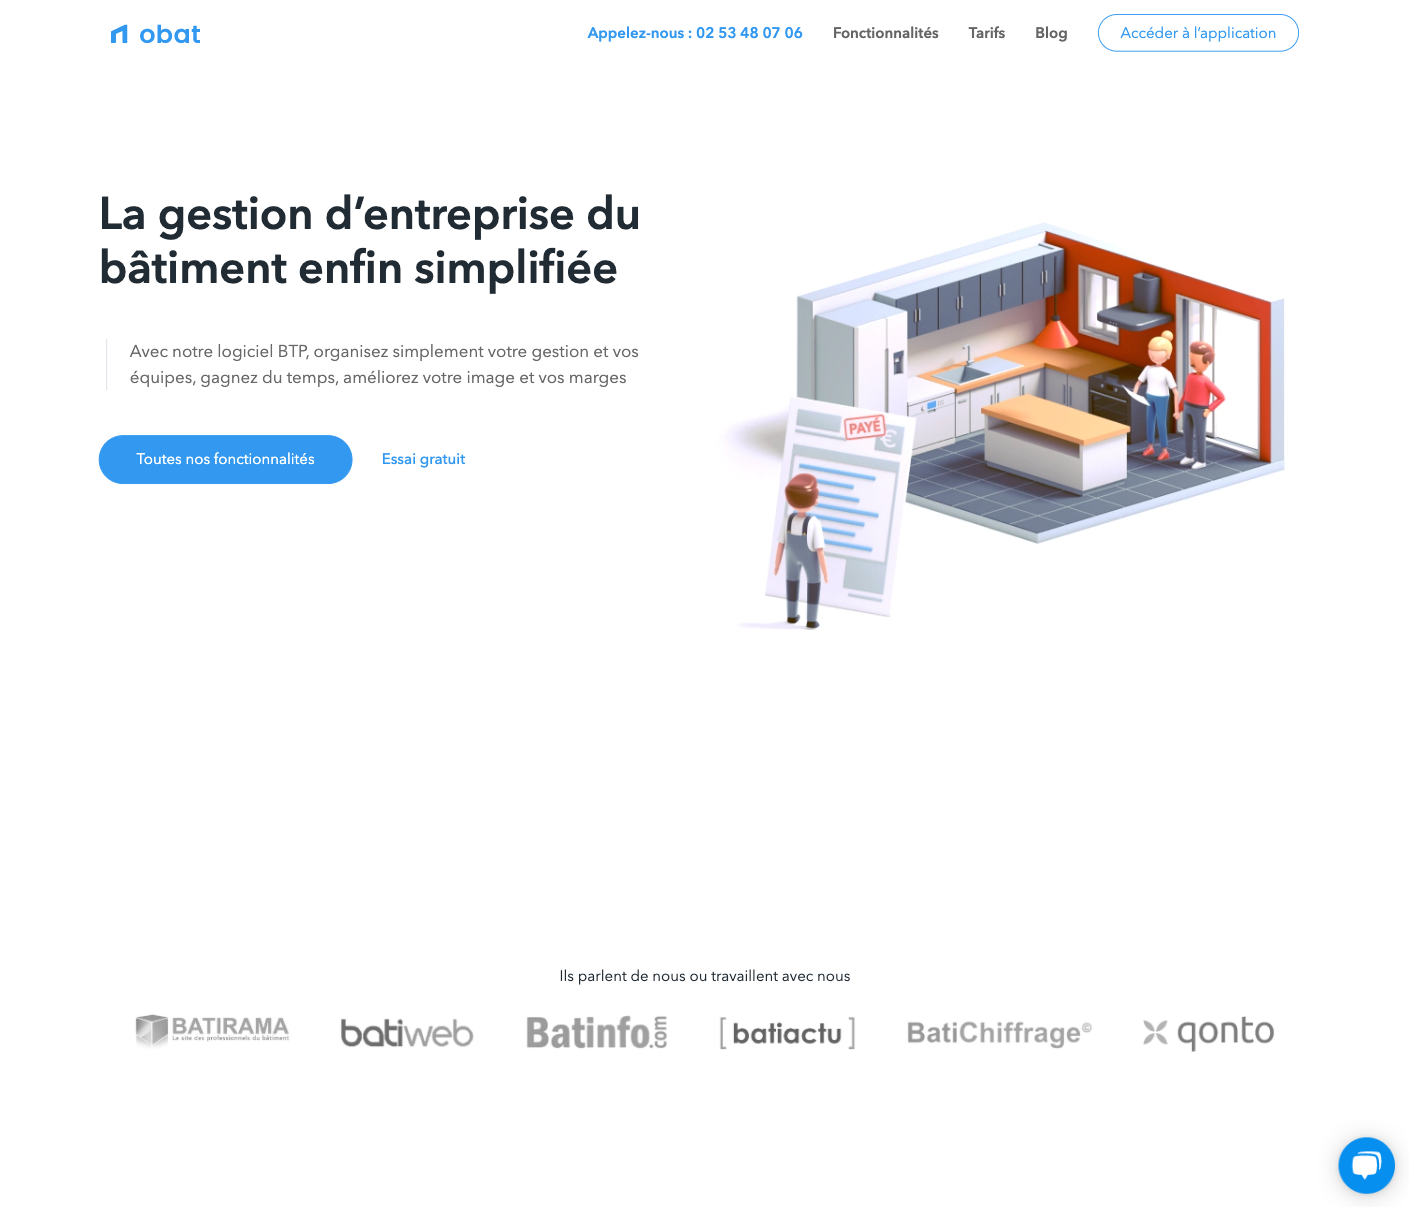 obat
Appelez-nous : 02 53 48 07 06
Fonctionnalités
Tarifs
Blog
Accéder à l’application
La gestion d’entreprise du
bâtiment enfin simplifiée
Avec notre logiciel BTP, organisez simplement votre gestion et vos
équipes, gagnez du temps, améliorez votre image et vos marges
Toutes nos fonctionnalités
Essai gratuit
PAYÉ
€
Ils parlent de nous ou travaillent avec nous
BATIRAMA
Le site des professionnels du bâtiment
batiweb
Batinfo.com
[batiactu]
BatiChiffrage©
qonto